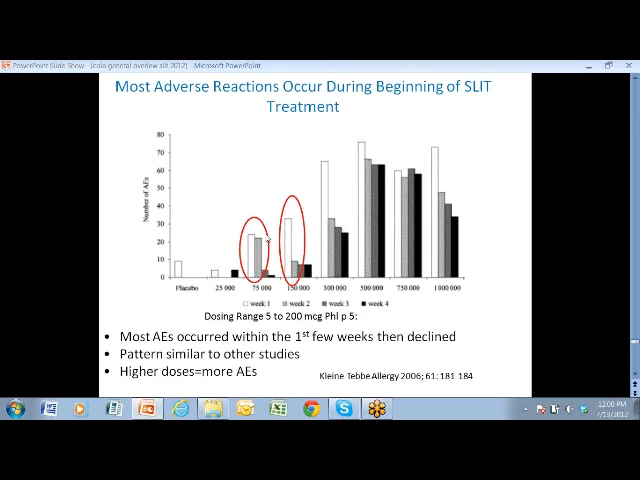 PowerPoint Slide Show - (cola general overview slit 2012) - Microsoft PowerPoint
Most Adverse Reactions Occur During Beginning of SLIT
Treatment
Number of AEs
80
70
60
50
40
30
20
10
0
Placebo 25 000 75 000 150 000 300 000 500 000 750 000 1000 000
week 1 week 2 week 3 week 4
Dosing Range 5 to 200 mcg Phl p 5:
• Most AEs occurred within the 1st few weeks then declined
• Pattern similar to other studies
• Higher doses=more AEs
Kleine Tebbe Allergy 2006; 61: 181-184
12:00 PM
7/13/2012